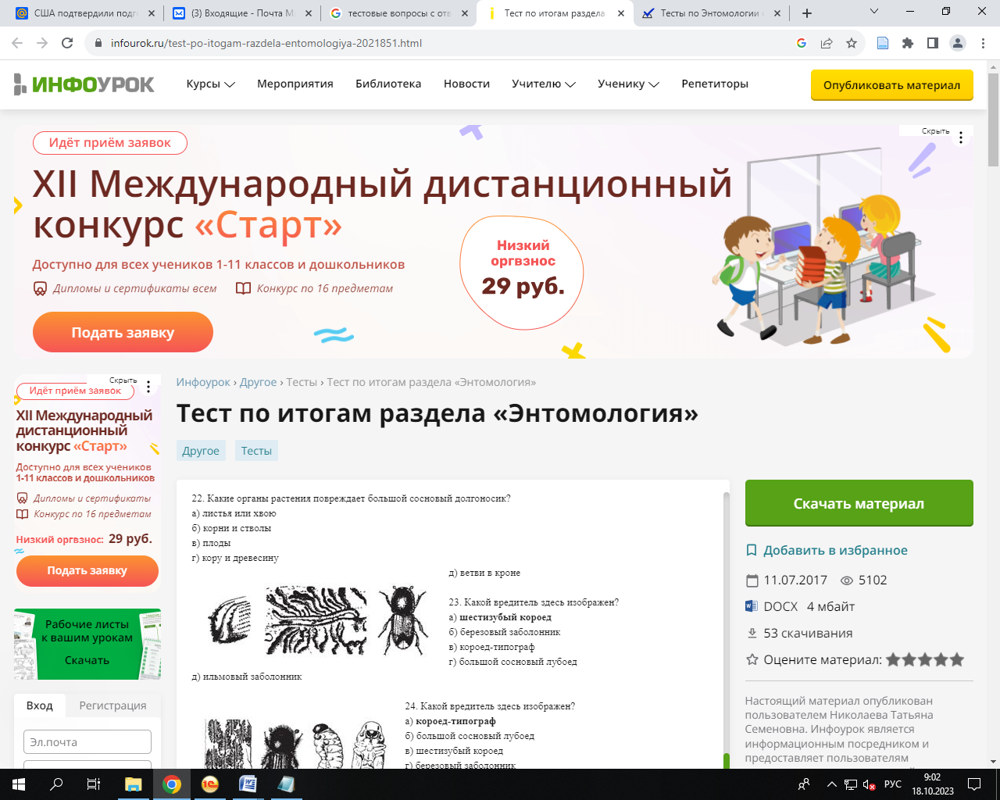 США подтвердили подго
(3) Входящие - Почта M
тестовые вопросы с отв
Тест по итогам раздела
Тесты по Энтомологии с
infourok.ru/test-po-itogam-razdela-entomologiya-2021851.html
ИНФОУРОК
Курсы
Мероприятия
Библиотека
Новости
Учителю
Ученику
Репетиторы
Опубликовать материал
Идёт приём заявок
Скрыть
XII Международный дистанционный
конкурс «Старт»
Низкий
оргвзнос
29 руб.
Доступно для всех учеников 1-11 классов и дошкольников
Дипломы и сертификаты всем
Конкурс по 16 предметам
Подать заявку
Скрыть
Идёт приём заявок
XII Международный
дистанционный
конкурс «Старт»
Доступно для всех учеников
1-11 классов и дошкольников
Дипломы и сертификаты
Конкурс по 16 предметам
Низкий оргвзнос: 29 руб.
Подать заявку
Рабочие листы
к вашим урокам
Скачать
Вход
Регистрация
Эл.почта
Инфоурок › Другое › Тесты › Тест по итогам раздела «Энтомология»
Тест по итогам раздела «Энтомология»
Другое
Тесты
22. Какие органы растения повреждает большой сосновый долгоносик?
а) листья или хвою
б) корни и стволы
в) плоды
г) кору и древесину
д) ветви в кроне
23. Какой вредитель здесь изображен?
а) шестизубый короед
б) березовый заболонник
в) короед-типограф
г) большой сосновый лубоед
д) ильмовый заболонник
24. Какой вредитель здесь изображен?
а) короед-типограф
б) большой сосновый лубоед
в) шестизубый короед
г) березовый заболонник
Скачать материал
Добавить в избранное
11.07.2017
5102
DOCX
4 мбайт
53 скачивания
Оцените материал:
Настоящий материал опубликован
пользователем Николаева Татьяна
Семеновна. Инфоурок является
информационным посредником и
предоставляет пользователям
РУС
9:02
18.10.2023